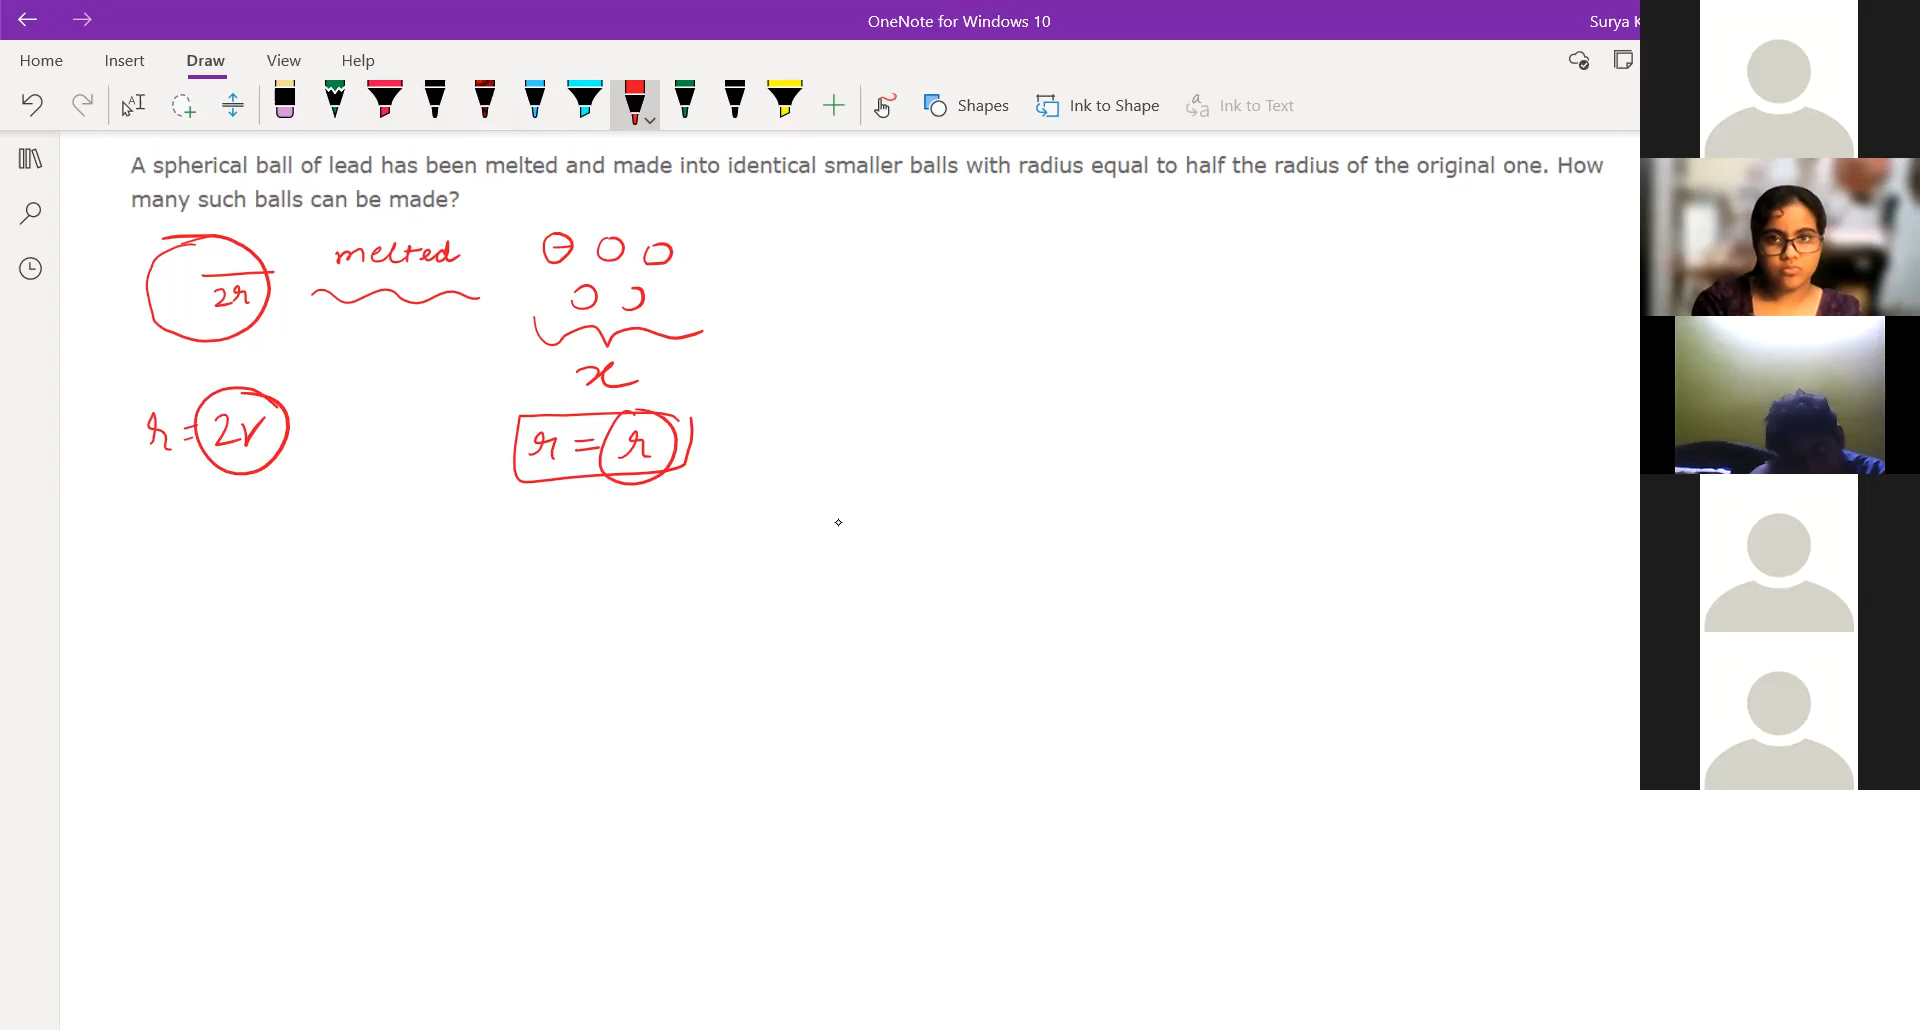 OneNote for Windows 10
Surya K
Home Insert Draw View Help
Shapes Ink to Shape Ink to Text
A spherical ball of lead has been melted and made into identical smaller balls with radius equal to half the radius of the original one. How
many such balls can be made?
melted
2r
x
r = 2r
r = r